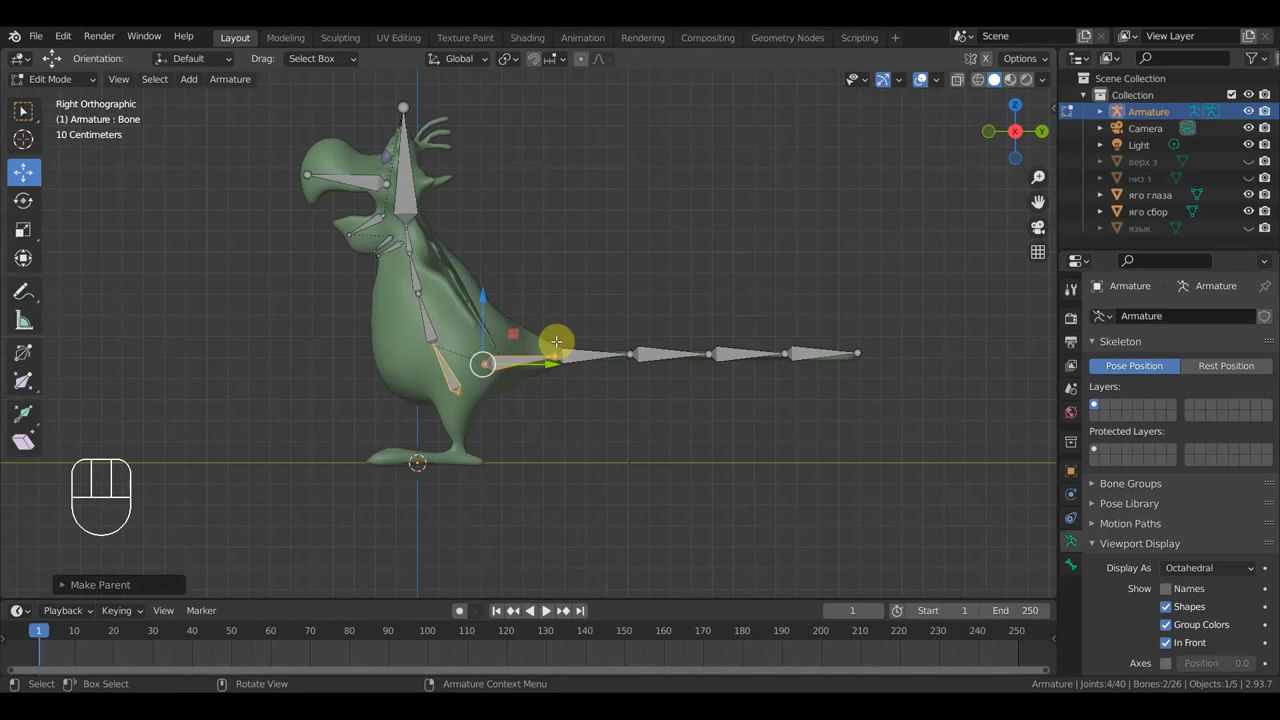 File Edit Render Window Help Layout Modeling Sculpting UV Editing Texture Paint Shading Animation Rendering Compositing Geometry Nodes Scripting + Scene View Layer
Orientation: Default Drag: Select Box Global X Options
Edit Mode View Select Add Armature
Right Orthographic
(1) Armature : Bone
10 Centimeters
Z
X
Y
Scene Collection
Collection
Armature
Camera
Light
верх з
низ з
яго глаза
яго сбор
язык
Armature Armature
Armature
Skeleton
Pose Position Rest Position
Layers:
Protected Layers:
Bone Groups
Pose Library
Motion Paths
Viewport Display
Display As Octahedral
Show Names
Shapes
Group Colors
In Front
Axes Position 0.0
Make Parent
Playback Keying View Marker 1 Start 1 End 250
1 10 20 30 40 50 60 70 80 90 100 110 120 130 140 150 160 170 180 190 200 210 220 230 240 250
Select Box Select Rotate View Armature Context Menu Armature | Joints:4/40 | Bones:2/26 | Objects:1/5 | 2.93.7